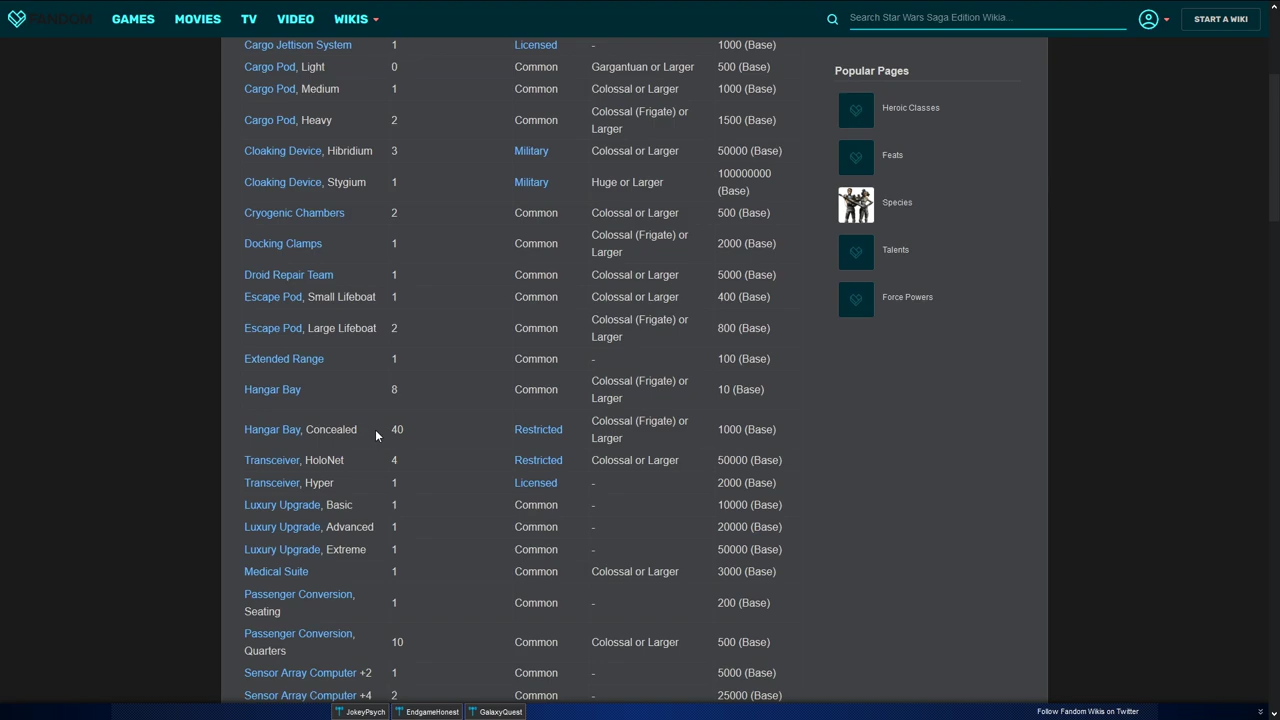 FANDOM GAMES MOVIES TV VIDEO WIKIS Search Star Wars Saga Edition Wikia... START A WIKI
Cargo Jettison System 1 Licensed - 1000 (Base)
Cargo Pod, Light 0 Common Gargantuan or Larger 500 (Base)
Cargo Pod, Medium 1 Common Colossal or Larger 1000 (Base)
Cargo Pod, Heavy 2 Common Colossal (Frigate) or Larger 1500 (Base)
Cloaking Device, Hibridium 3 Military Colossal or Larger 50000 (Base)
Cloaking Device, Stygium 1 Military Huge or Larger 100000000 (Base)
Cryogenic Chambers 2 Common Colossal or Larger 500 (Base)
Docking Clamps 1 Common Colossal (Frigate) or Larger 2000 (Base)
Droid Repair Team 1 Common Colossal or Larger 5000 (Base)
Escape Pod, Small Lifeboat 1 Common Colossal or Larger 400 (Base)
Escape Pod, Large Lifeboat 2 Common Colossal (Frigate) or Larger 800 (Base)
Extended Range 1 Common - 100 (Base)
Hangar Bay 8 Common Colossal (Frigate) or Larger 10 (Base)
Hangar Bay, Concealed 40 Restricted Colossal (Frigate) or Larger 1000 (Base)
Transceiver, HoloNet 4 Restricted Colossal or Larger 50000 (Base)
Transceiver, Hyper 1 Licensed - 2000 (Base)
Luxury Upgrade, Basic 1 Common - 10000 (Base)
Luxury Upgrade, Advanced 1 Common - 20000 (Base)
Luxury Upgrade, Extreme 1 Common - 50000 (Base)
Medical Suite 1 Common Colossal or Larger 3000 (Base)
Passenger Conversion, Seating 1 Common - 200 (Base)
Passenger Conversion, Quarters 10 Common Colossal or Larger 500 (Base)
Sensor Array Computer +2 1 Common - 5000 (Base)
Sensor Array Computer +4 2 Common - 25000 (Base)
Popular Pages
Heroic Classes
Feats
Species
Talents
Force Powers
JokeyPsych EndgameHonest GalaxyQuest Follow Fandom Wikis on Twitter